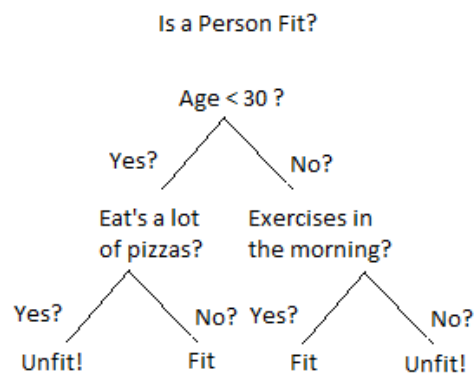 Is a Person Fit?
Age < 30 ?
Yes?
No?
Eat's a lot
of pizzas?
Exercises in
the morning?
Yes?
No?
Yes?
No?
Unfit!
Fit
Fit
Unfit!